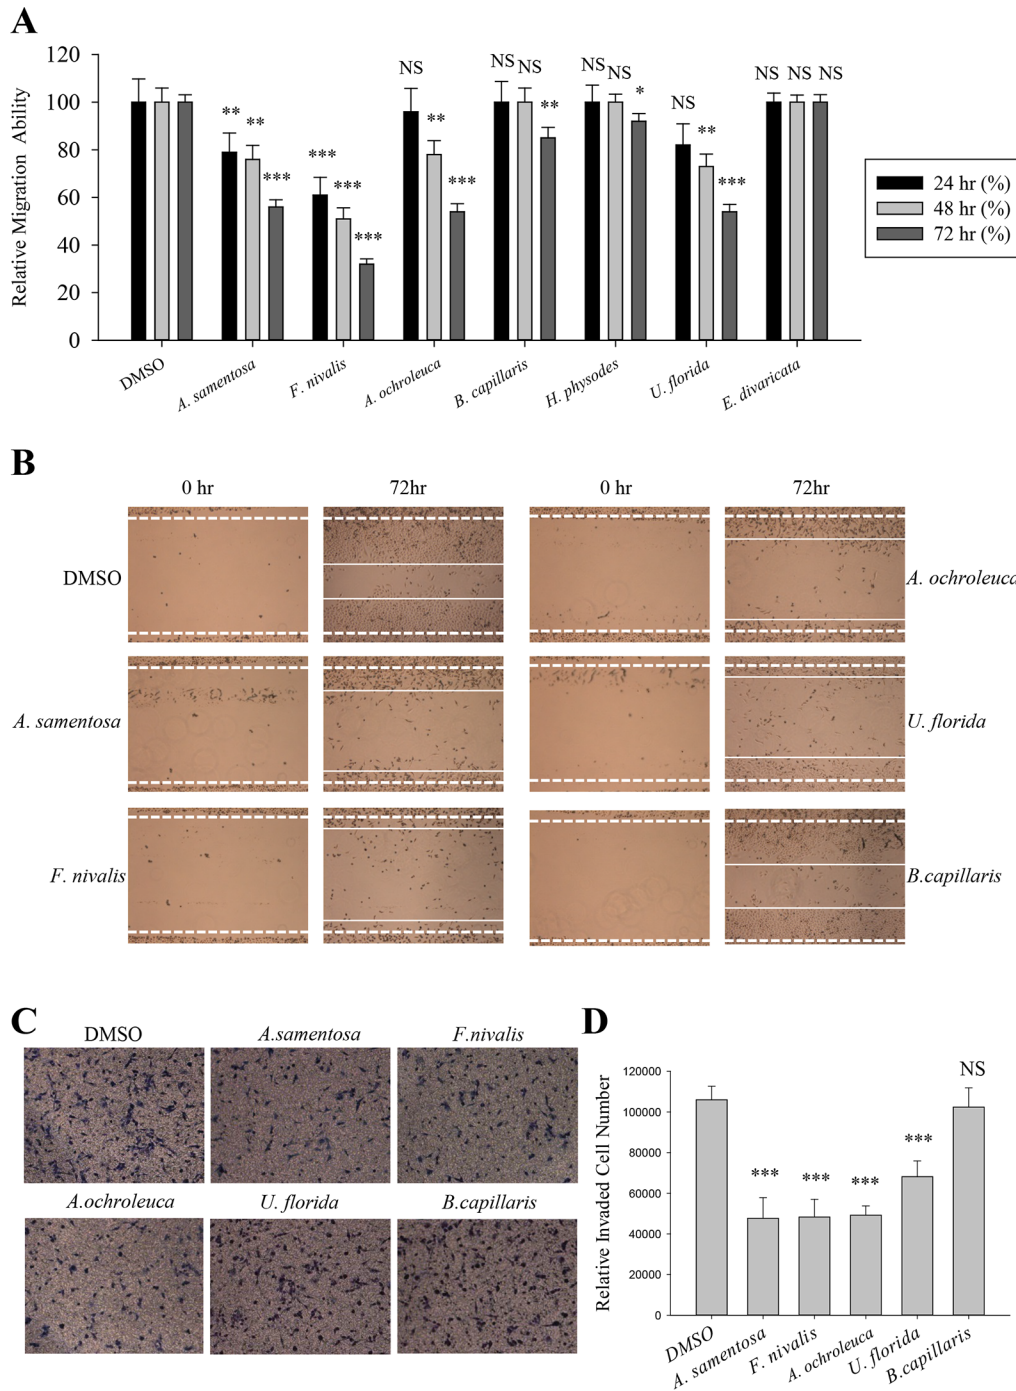 A
120
100
80
60
40
20
0
Relative Migration Ability
** ** ***
*** *** ***
NS ** ***
NS NS **
NS NS *
NS ** ***
NS NS NS
24 hr (%)
48 hr (%)
72 hr (%)
DMSO
A. samentosa
F. nivalis
A. ochroleuca
B. capillaris
H. physodes
U. florida
E. divaricata
B
0 hr 72hr 0 hr 72hr
DMSO A. ochroleuca
A. samentosa U. florida
F. nivalis B.capillaris
C
DMSO A.samentosa F.nivalis
A.ochroleuca U. florida B.capillaris
D
120000
100000
80000
60000
40000
20000
0
Relative Invaded Cell Number
***
***
***
***
NS
DMSO
A. samentosa
F. nivalis
A. ochroleuca
U. florida
B.capillaris